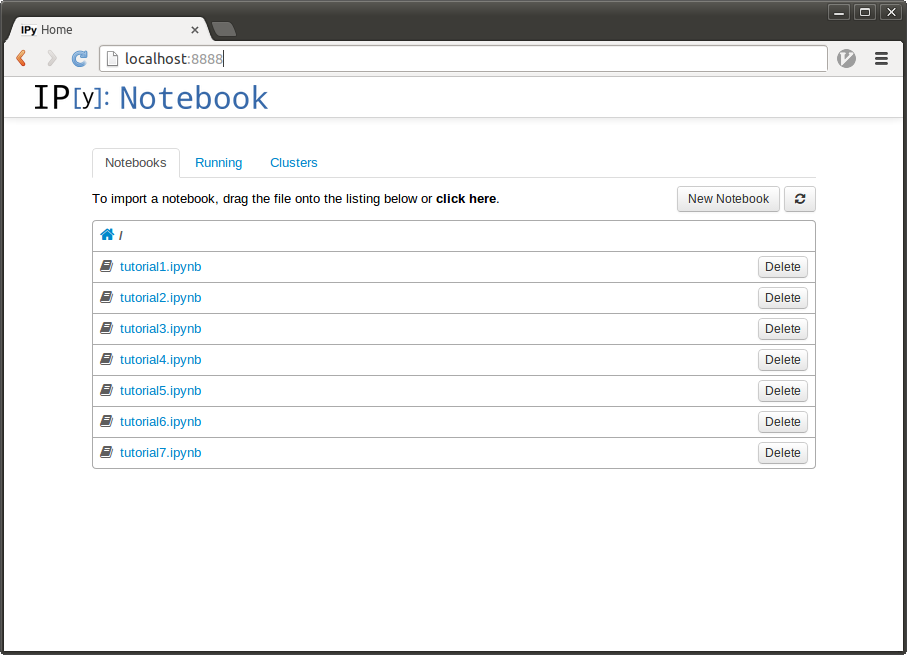 IPy Home
localhost:8888
IP[y]: Notebook
Notebooks Running Clusters
To import a notebook, drag the file onto the listing below or click here. New Notebook
/
tutorial1.ipynb Delete
tutorial2.ipynb Delete
tutorial3.ipynb Delete
tutorial4.ipynb Delete
tutorial5.ipynb Delete
tutorial6.ipynb Delete
tutorial7.ipynb Delete